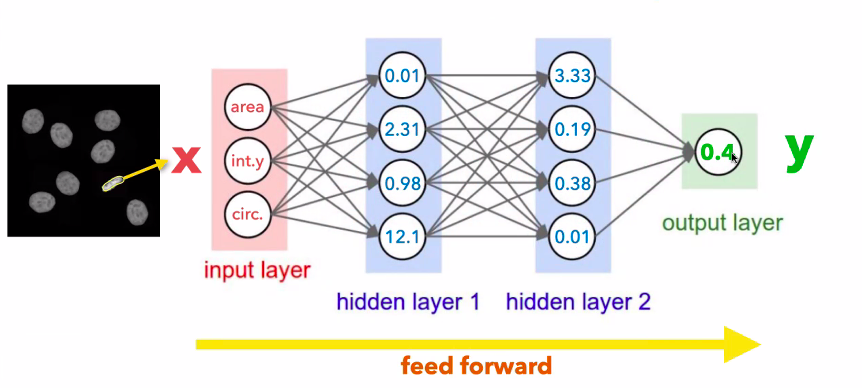 x
area
int.y
circ.
input layer
0.01
2.31
0.98
12.1
hidden layer 1
3.33
0.19
0.38
0.01
hidden layer 2
0.4
output layer
y
feed forward